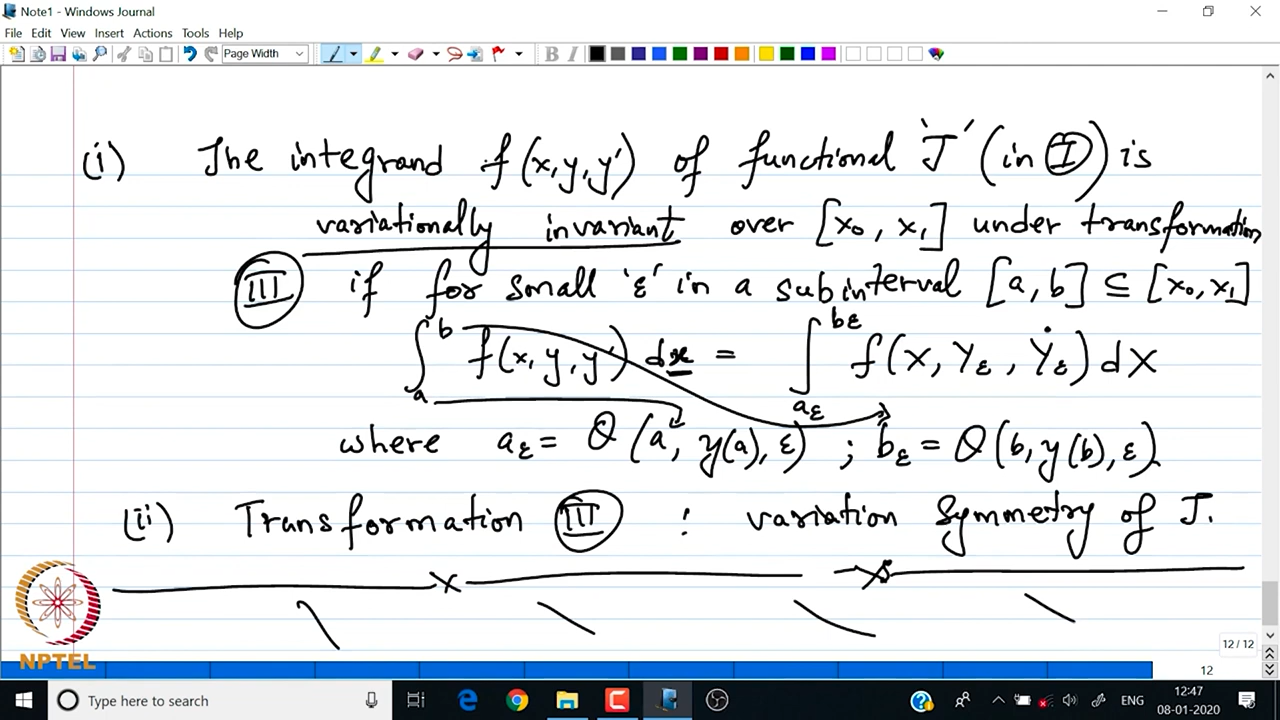 Note1 - Windows Journal
File Edit View Insert Actions Tools Help
Page Width
B I
(i) The integrand f(x,y,y') of functional 'J' (in I) is
variationally invariant over [x₀, x₁] under transformation
III if for small 'ε' in a subinterval [a,b] ⊆ [x₀,x₁]
∫ₐᵇ f(x,y,y') dx = ∫_{aε}^{bε} f(X, Yε, Ẏε) dX
where aε = θ(a, y(a), ε) ; bε = θ(b, y(b), ε).
(ii) Transformation III : variation Symmetry of J.
NPTEL
12 / 12
12
Type here to search
ENG
12:47
08-01-2020